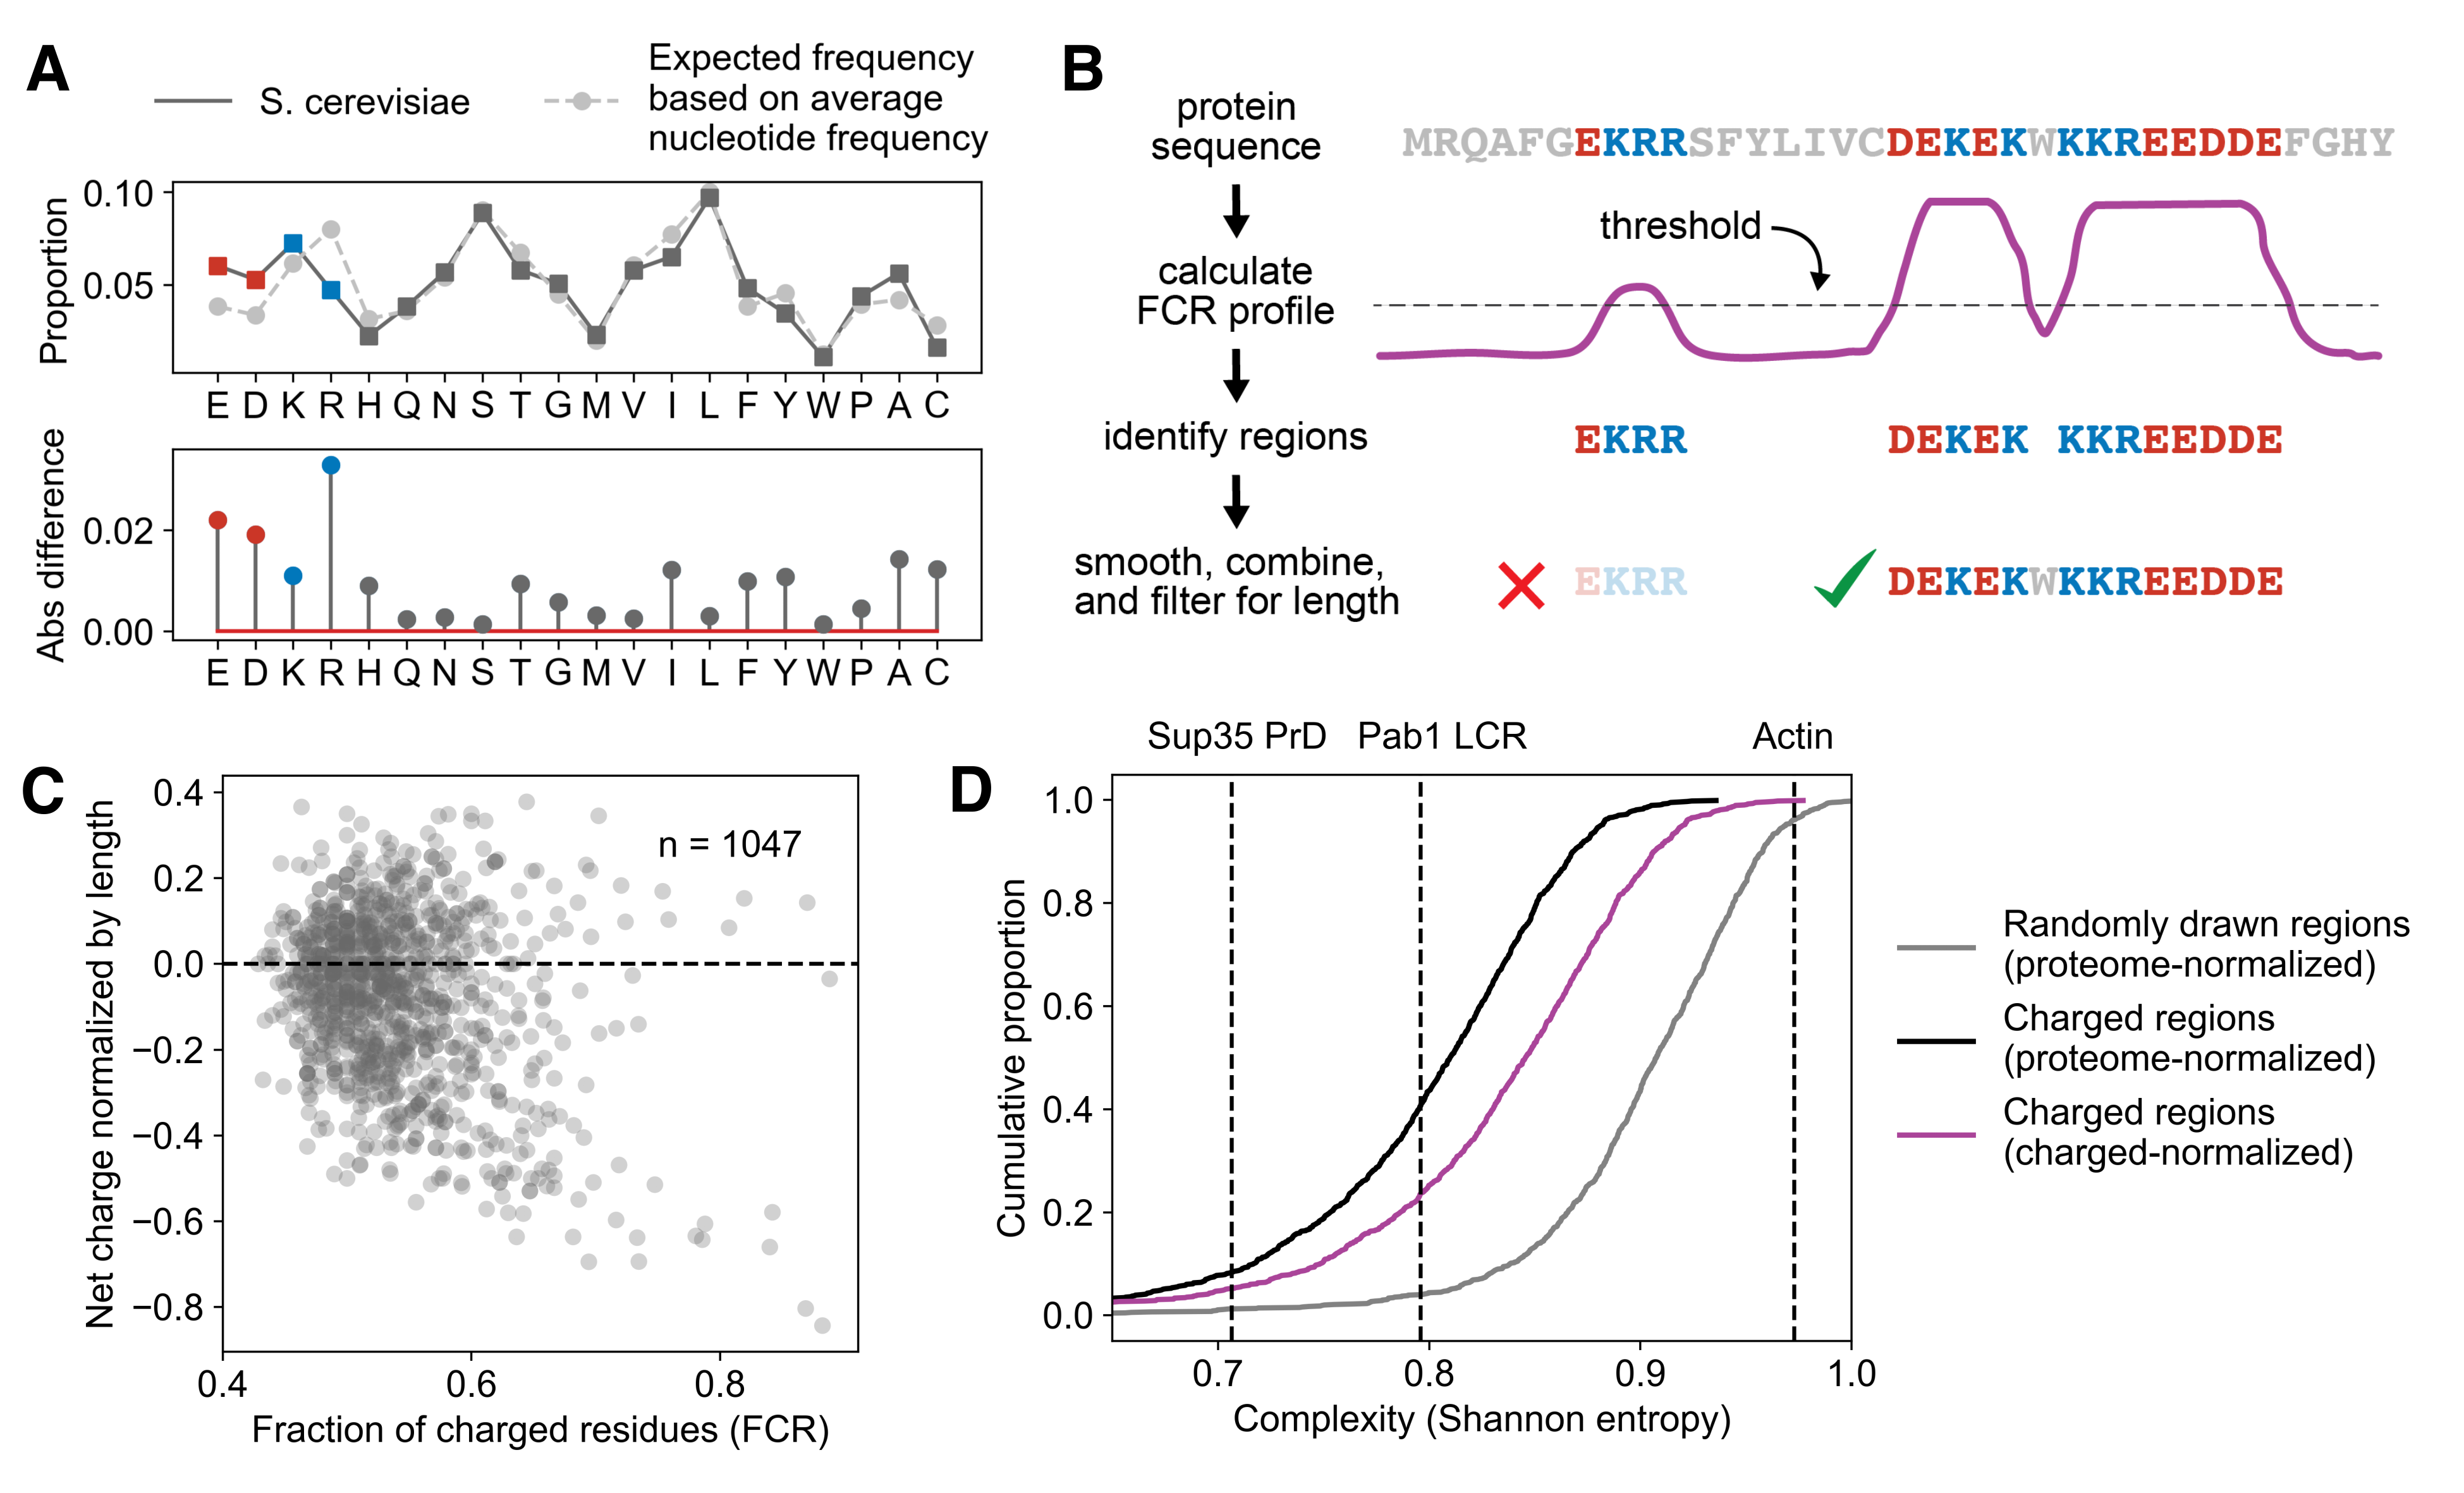 A
S. cerevisiae
Expected frequency
based on average
nucleotide frequency
Proportion
0.10
0.05
E D K R H Q N S T G M V I L F Y W P A C
Abs difference
0.02
0.00
E D K R H Q N S T G M V I L F Y W P A C
B
protein
sequence
MRQAFGEKRRSFYLIVCDEKEKWKKREEDDEFGHY
threshold
calculate
FCR profile
identify regions
EKRR DEKEK KKREEDDE
smooth, combine,
and filter for length
EKRR DEKEKWKKREEDDE
C
Net charge normalized by length
0.4
0.2
0.0
−0.2
−0.4
−0.6
−0.8
n = 1047
0.4 0.6 0.8
Fraction of charged residues (FCR)
D
Sup35 PrD Pab1 LCR Actin
Cumulative proportion
1.0
0.8
0.6
0.4
0.2
0.0
0.7 0.8 0.9 1.0
Complexity (Shannon entropy)
Randomly drawn regions
(proteome-normalized)
Charged regions
(proteome-normalized)
Charged regions
(charged-normalized)